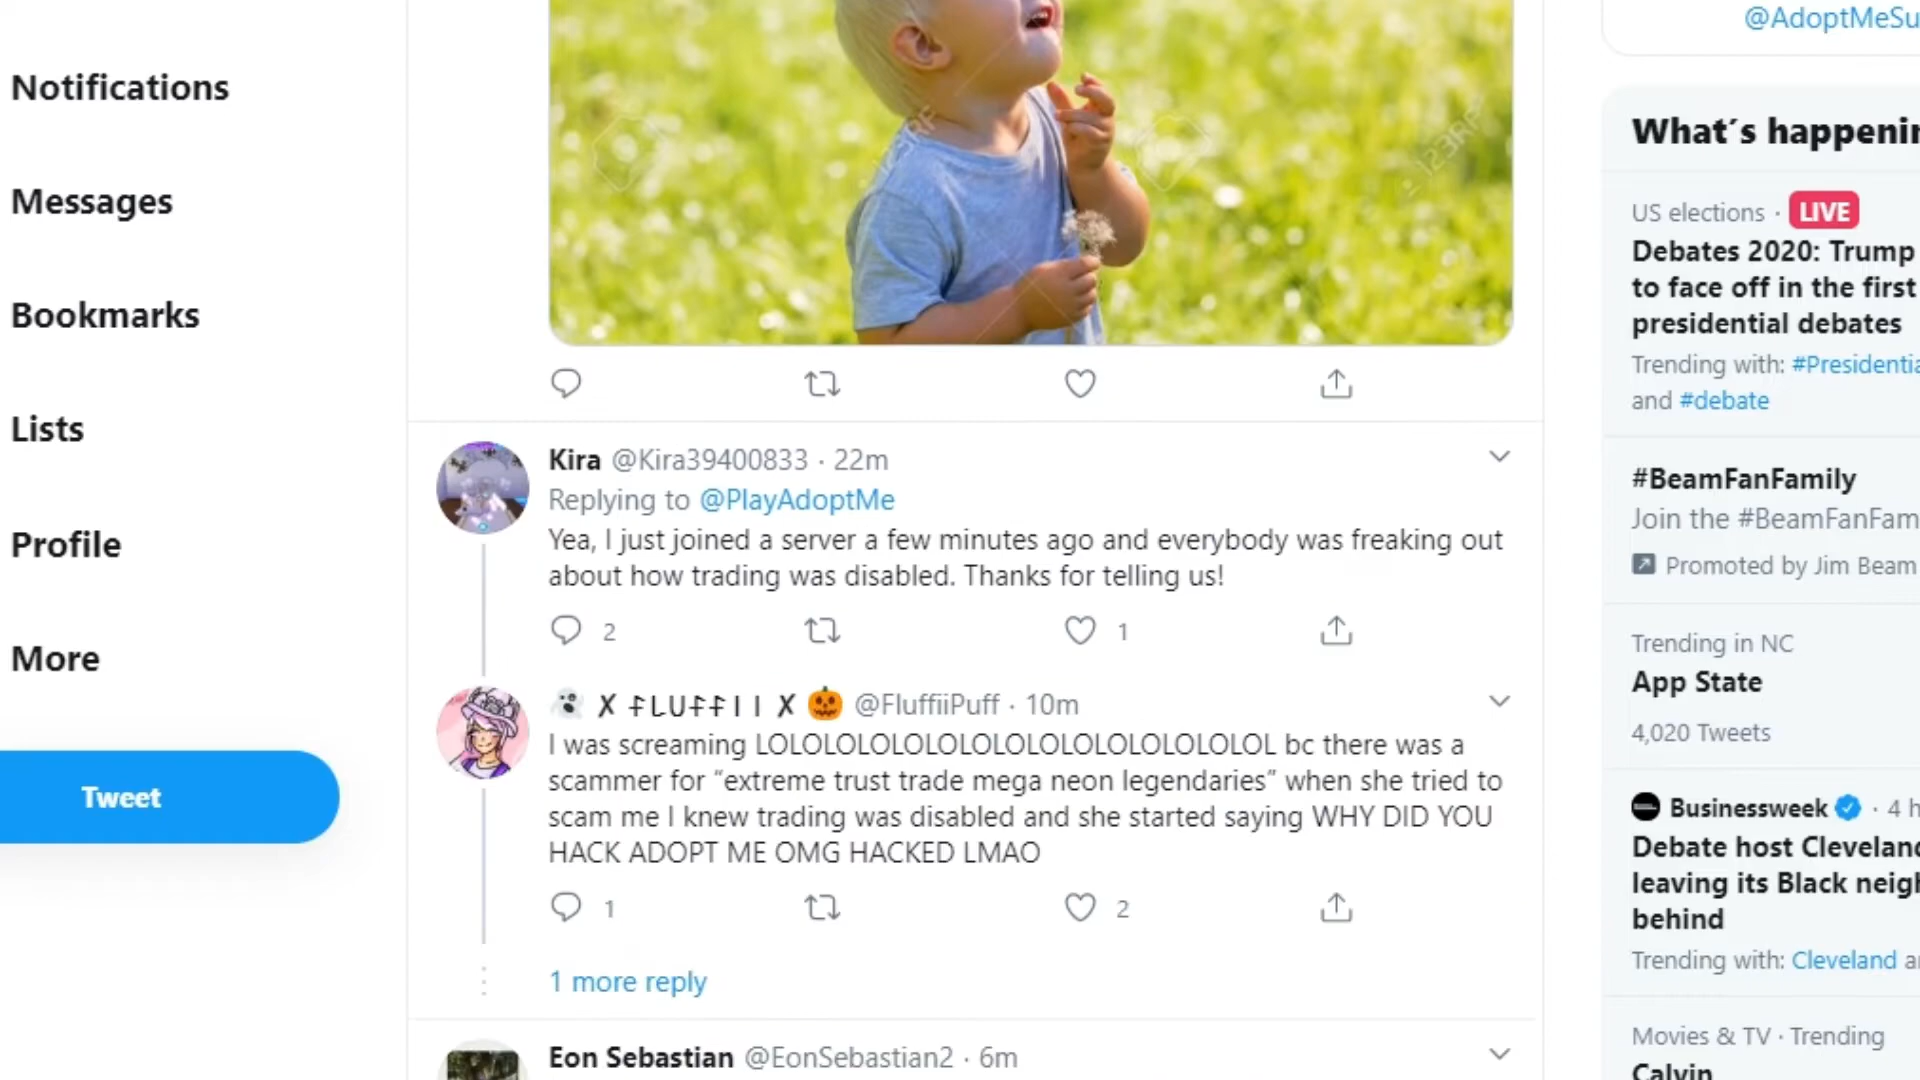 Notifications
Messages
Bookmarks
Lists
Profile
More
Tweet
123RF
Kira @Kira39400833 · 22m
Replying to @PlayAdoptMe
Yea, I just joined a server a few minutes ago and everybody was freaking out
about how trading was disabled. Thanks for telling us!
2
1
@FluffiiPuff · 10m
I was screaming LOLOLOLOLOLOLOLOLOLOLOLOLOLOLOL bc there was a
scammer for “extreme trust trade mega neon legendaries” when she tried to
scam me I knew trading was disabled and she started saying WHY DID YOU
HACK ADOPT ME OMG HACKED LMAO
1
2
1 more reply
Eon Sebastian @EonSebastian2 · 6m
@AdoptMeSu
What´s happenin
US elections · LIVE
Debates 2020: Trump
to face off in the first
presidential debates
Trending with: #Presidentia
and #debate
#BeamFanFamily
Join the #BeamFanFam
Promoted by Jim Beam
Trending in NC
App State
4,020 Tweets
Businessweek · 4 h
Debate host Cleveland
leaving its Black neigh
behind
Trending with: Cleveland a
Movies & TV · Trending
Calvin